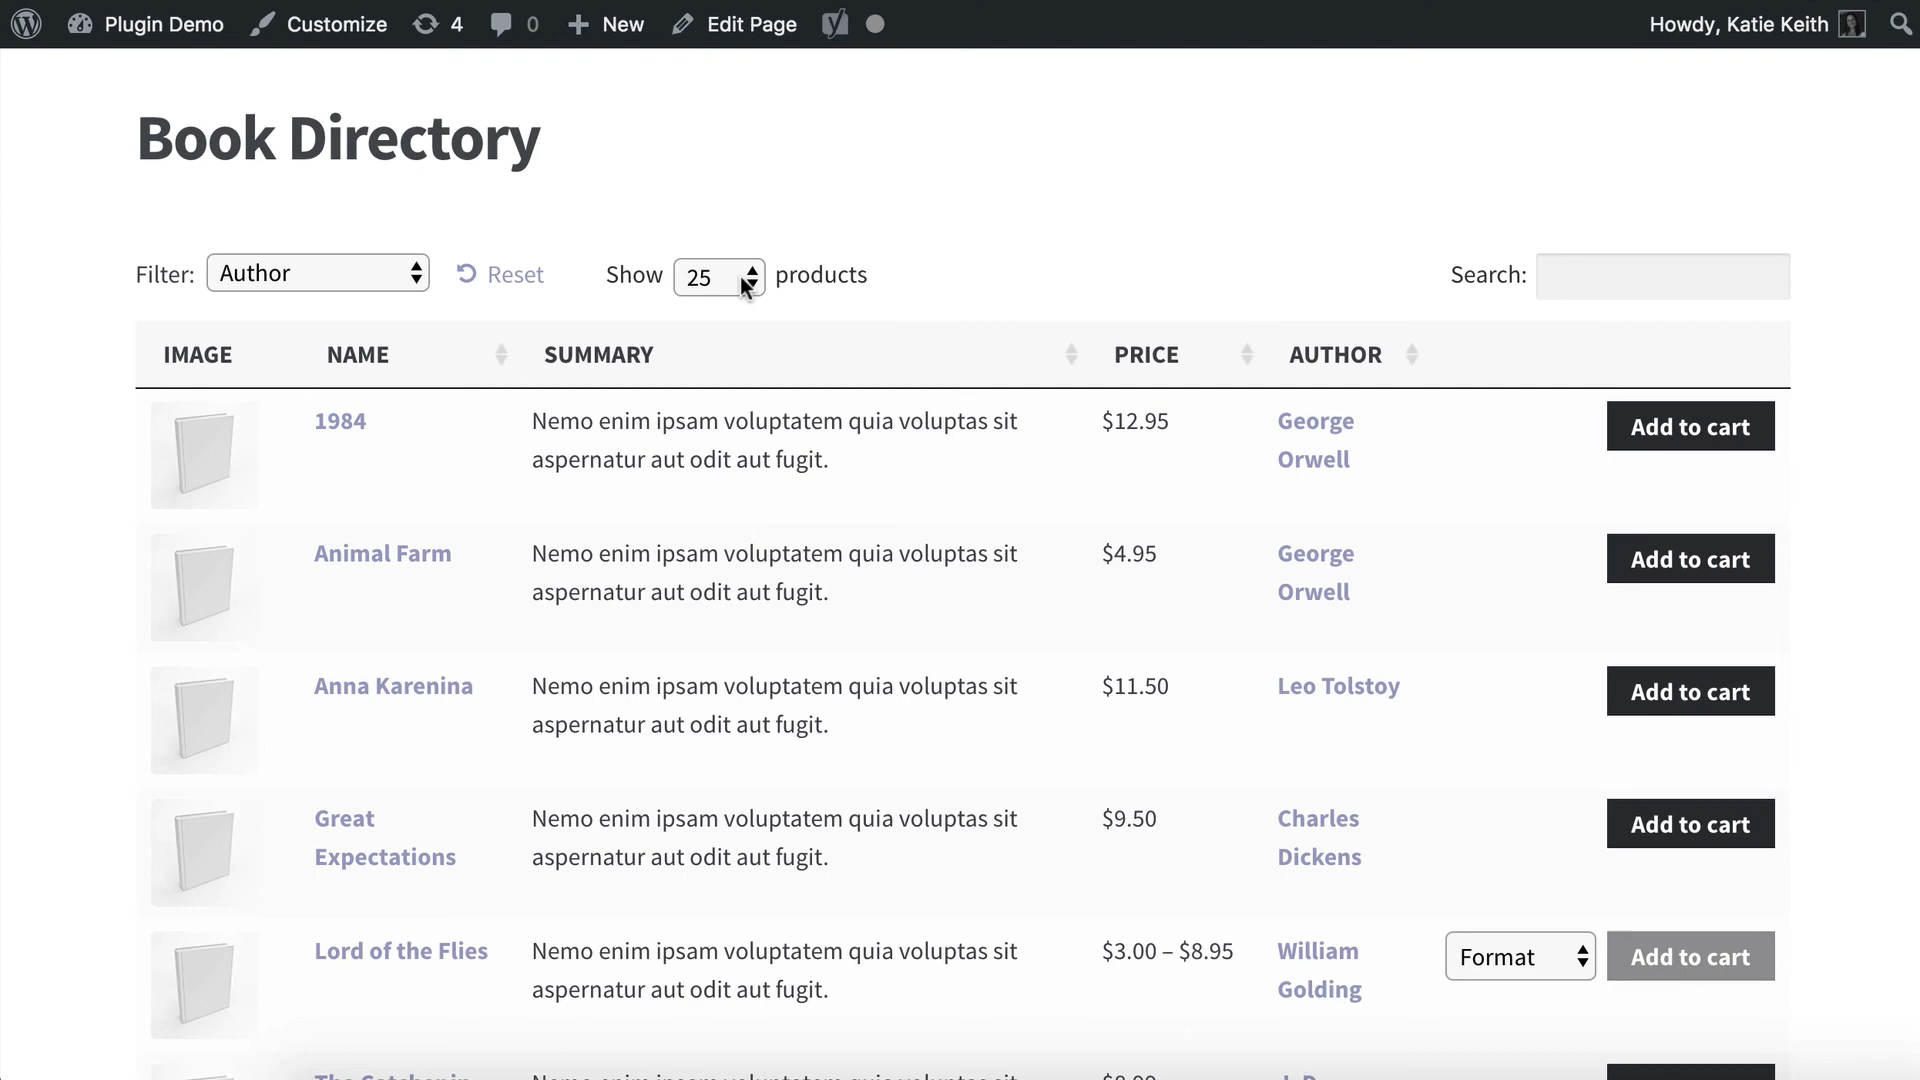 Plugin Demo Customize 4 0 New Edit Page Howdy, Katie Keith
Book Directory
Filter: Author Reset Show 25 products Search:
IMAGE NAME SUMMARY PRICE AUTHOR
1984 Nemo enim ipsam voluptatem quia voluptas sit $12.95 George Add to cart
aspernatur aut odit aut fugit. Orwell
Animal Farm Nemo enim ipsam voluptatem quia voluptas sit $4.95 George Add to cart
aspernatur aut odit aut fugit. Orwell
Anna Karenina Nemo enim ipsam voluptatem quia voluptas sit $11.50 Leo Tolstoy Add to cart
aspernatur aut odit aut fugit.
Great Nemo enim ipsam voluptatem quia voluptas sit $9.50 Charles Add to cart
Expectations aspernatur aut odit aut fugit. Dickens
Lord of the Flies Nemo enim ipsam voluptatem quia voluptas sit $3.00 – $8.95 William Format Add to cart
aspernatur aut odit aut fugit. Golding